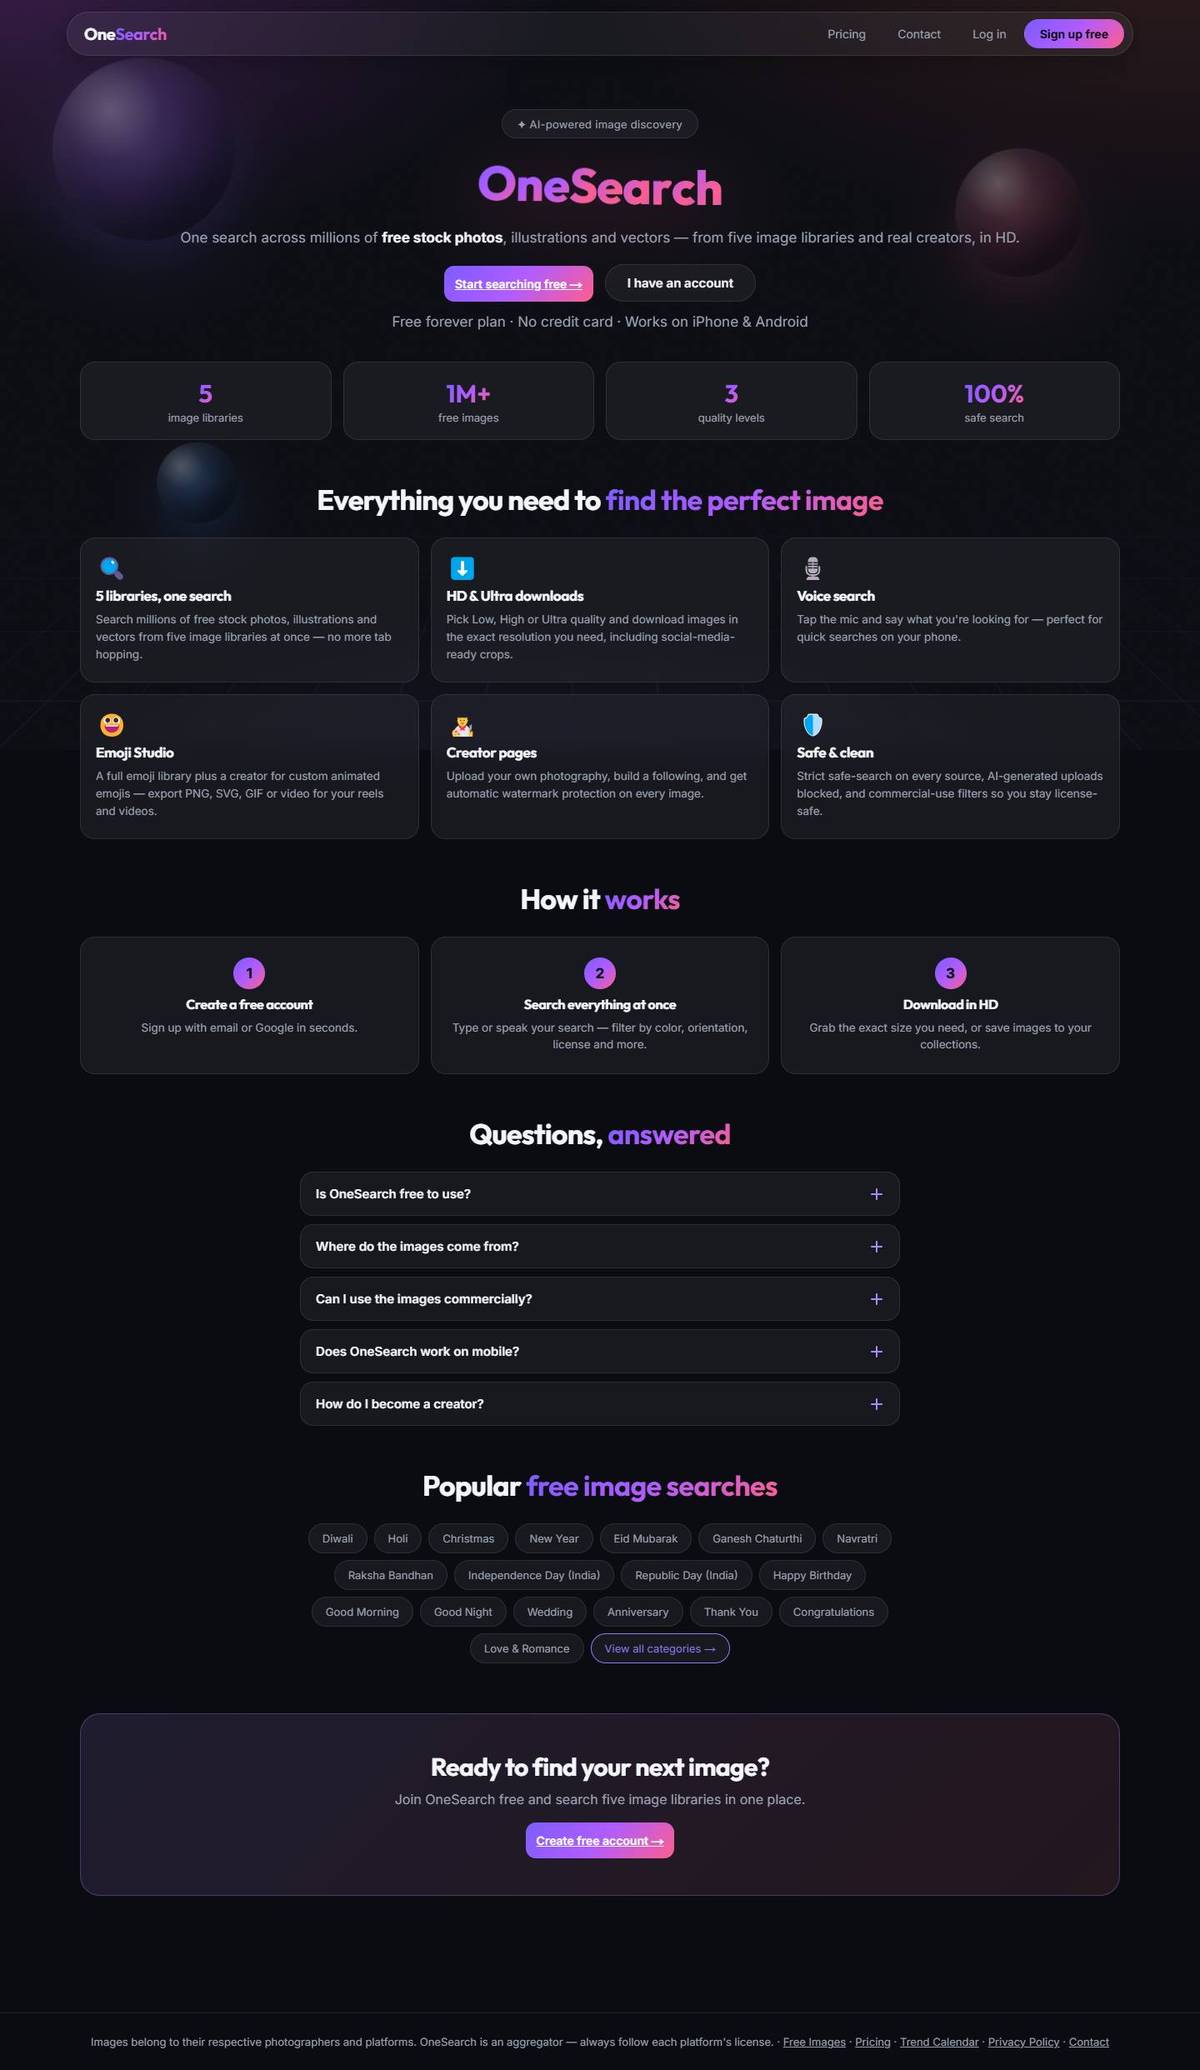 OneSearch
Pricing
Contact
Log in
Sign up free
✦ AI-powered image discovery
OneSearch
One search across millions of free stock photos, illustrations and vectors — from five image libraries and real creators, in HD.
Start searching free →
I have an account
Free forever plan · No credit card · Works on iPhone & Android
5
image libraries
1M+
free images
3
quality levels
100%
safe search
Everything you need to find the perfect image
5 libraries, one search
Search millions of free stock photos, illustrations and
vectors from five image libraries at once — no more tab
hopping.
HD & Ultra downloads
Pick Low, High or Ultra quality and download images in
the exact resolution you need, including social-media-
ready crops.
Voice search
Tap the mic and say what you're looking for — perfect for
quick searches on your phone.
Emoji Studio
A full emoji library plus a creator for custom animated
emojis — export PNG, SVG, GIF or video for your reels
and videos.
Creator pages
Upload your own photography, build a following, and get
automatic watermark protection on every image.
Safe & clean
Strict safe-search on every source, AI-generated uploads
blocked, and commercial-use filters so you stay license-
safe.
How it works
1
Create a free account
Sign up with email or Google in seconds.
2
Search everything at once
Type or speak your search — filter by color, orientation,
license and more.
3
Download in HD
Grab the exact size you need, or save images to your
collections.
Questions, answered
Is OneSearch free to use?
Where do the images come from?
Can I use the images commercially?
Does OneSearch work on mobile?
How do I become a creator?
Popular free image searches
Diwali
Holi
Christmas
New Year
Eid Mubarak
Ganesh Chaturthi
Navratri
Raksha Bandhan
Independence Day (India)
Republic Day (India)
Happy Birthday
Good Morning
Good Night
Wedding
Anniversary
Thank You
Congratulations
Love & Romance
View all categories →
Ready to find your next image?
Join OneSearch free and search five image libraries in one place.
Create free account →
Images belong to their respective photographers and platforms. OneSearch is an aggregator — always follow each platform's license. · Free Images · Pricing · Trend Calendar · Privacy Policy · Contact